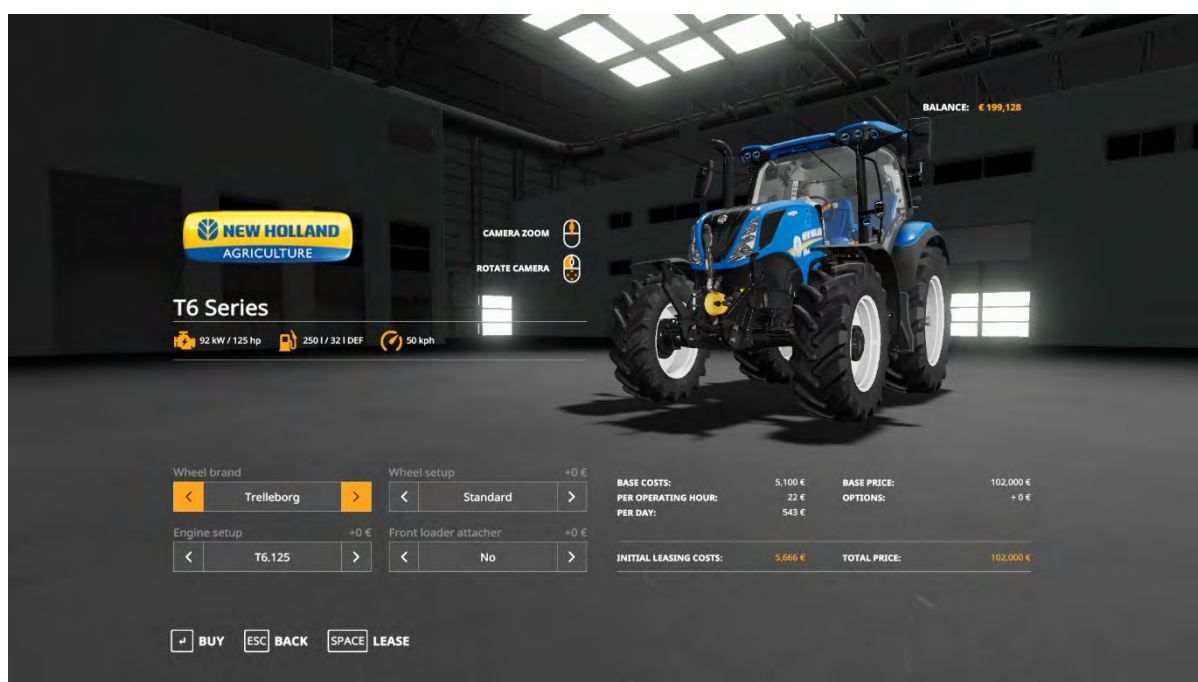 BALANCE: € 199,128
NEW HOLLAND
AGRICULTURE
CAMERA ZOOM
ROTATE CAMERA
T6 Series
92 kW / 125 hp 250 l / 32 l DEF 50 kph
Wheel brand
Trelleborg
Wheel setup +0 €
Standard
Engine setup +0 €
T6.125
Front loader attacher +0 €
No
BASE COSTS: 5,100 €
PER OPERATING HOUR: 22 €
PER DAY: 543 €
INITIAL LEASING COSTS: 5,666 €
BASE PRICE: 102,000 €
OPTIONS: + 0 €
TOTAL PRICE: 102,000 €
BUY ESC BACK SPACE LEASE